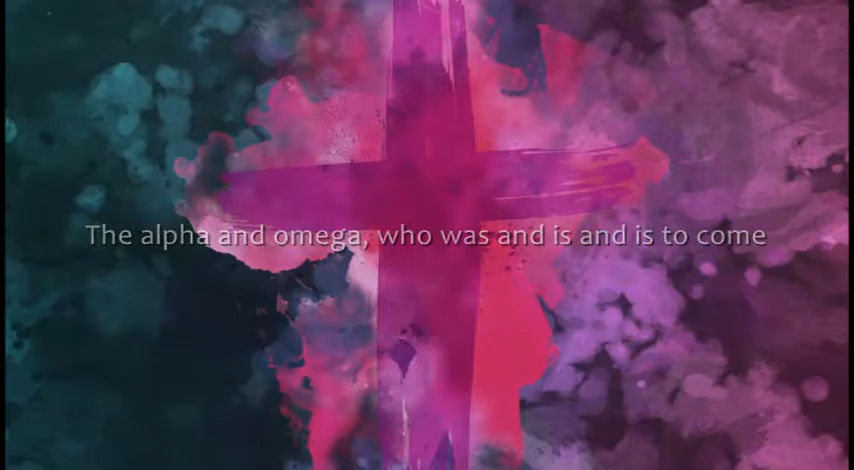 The alpha and omega, who was and is and is to come